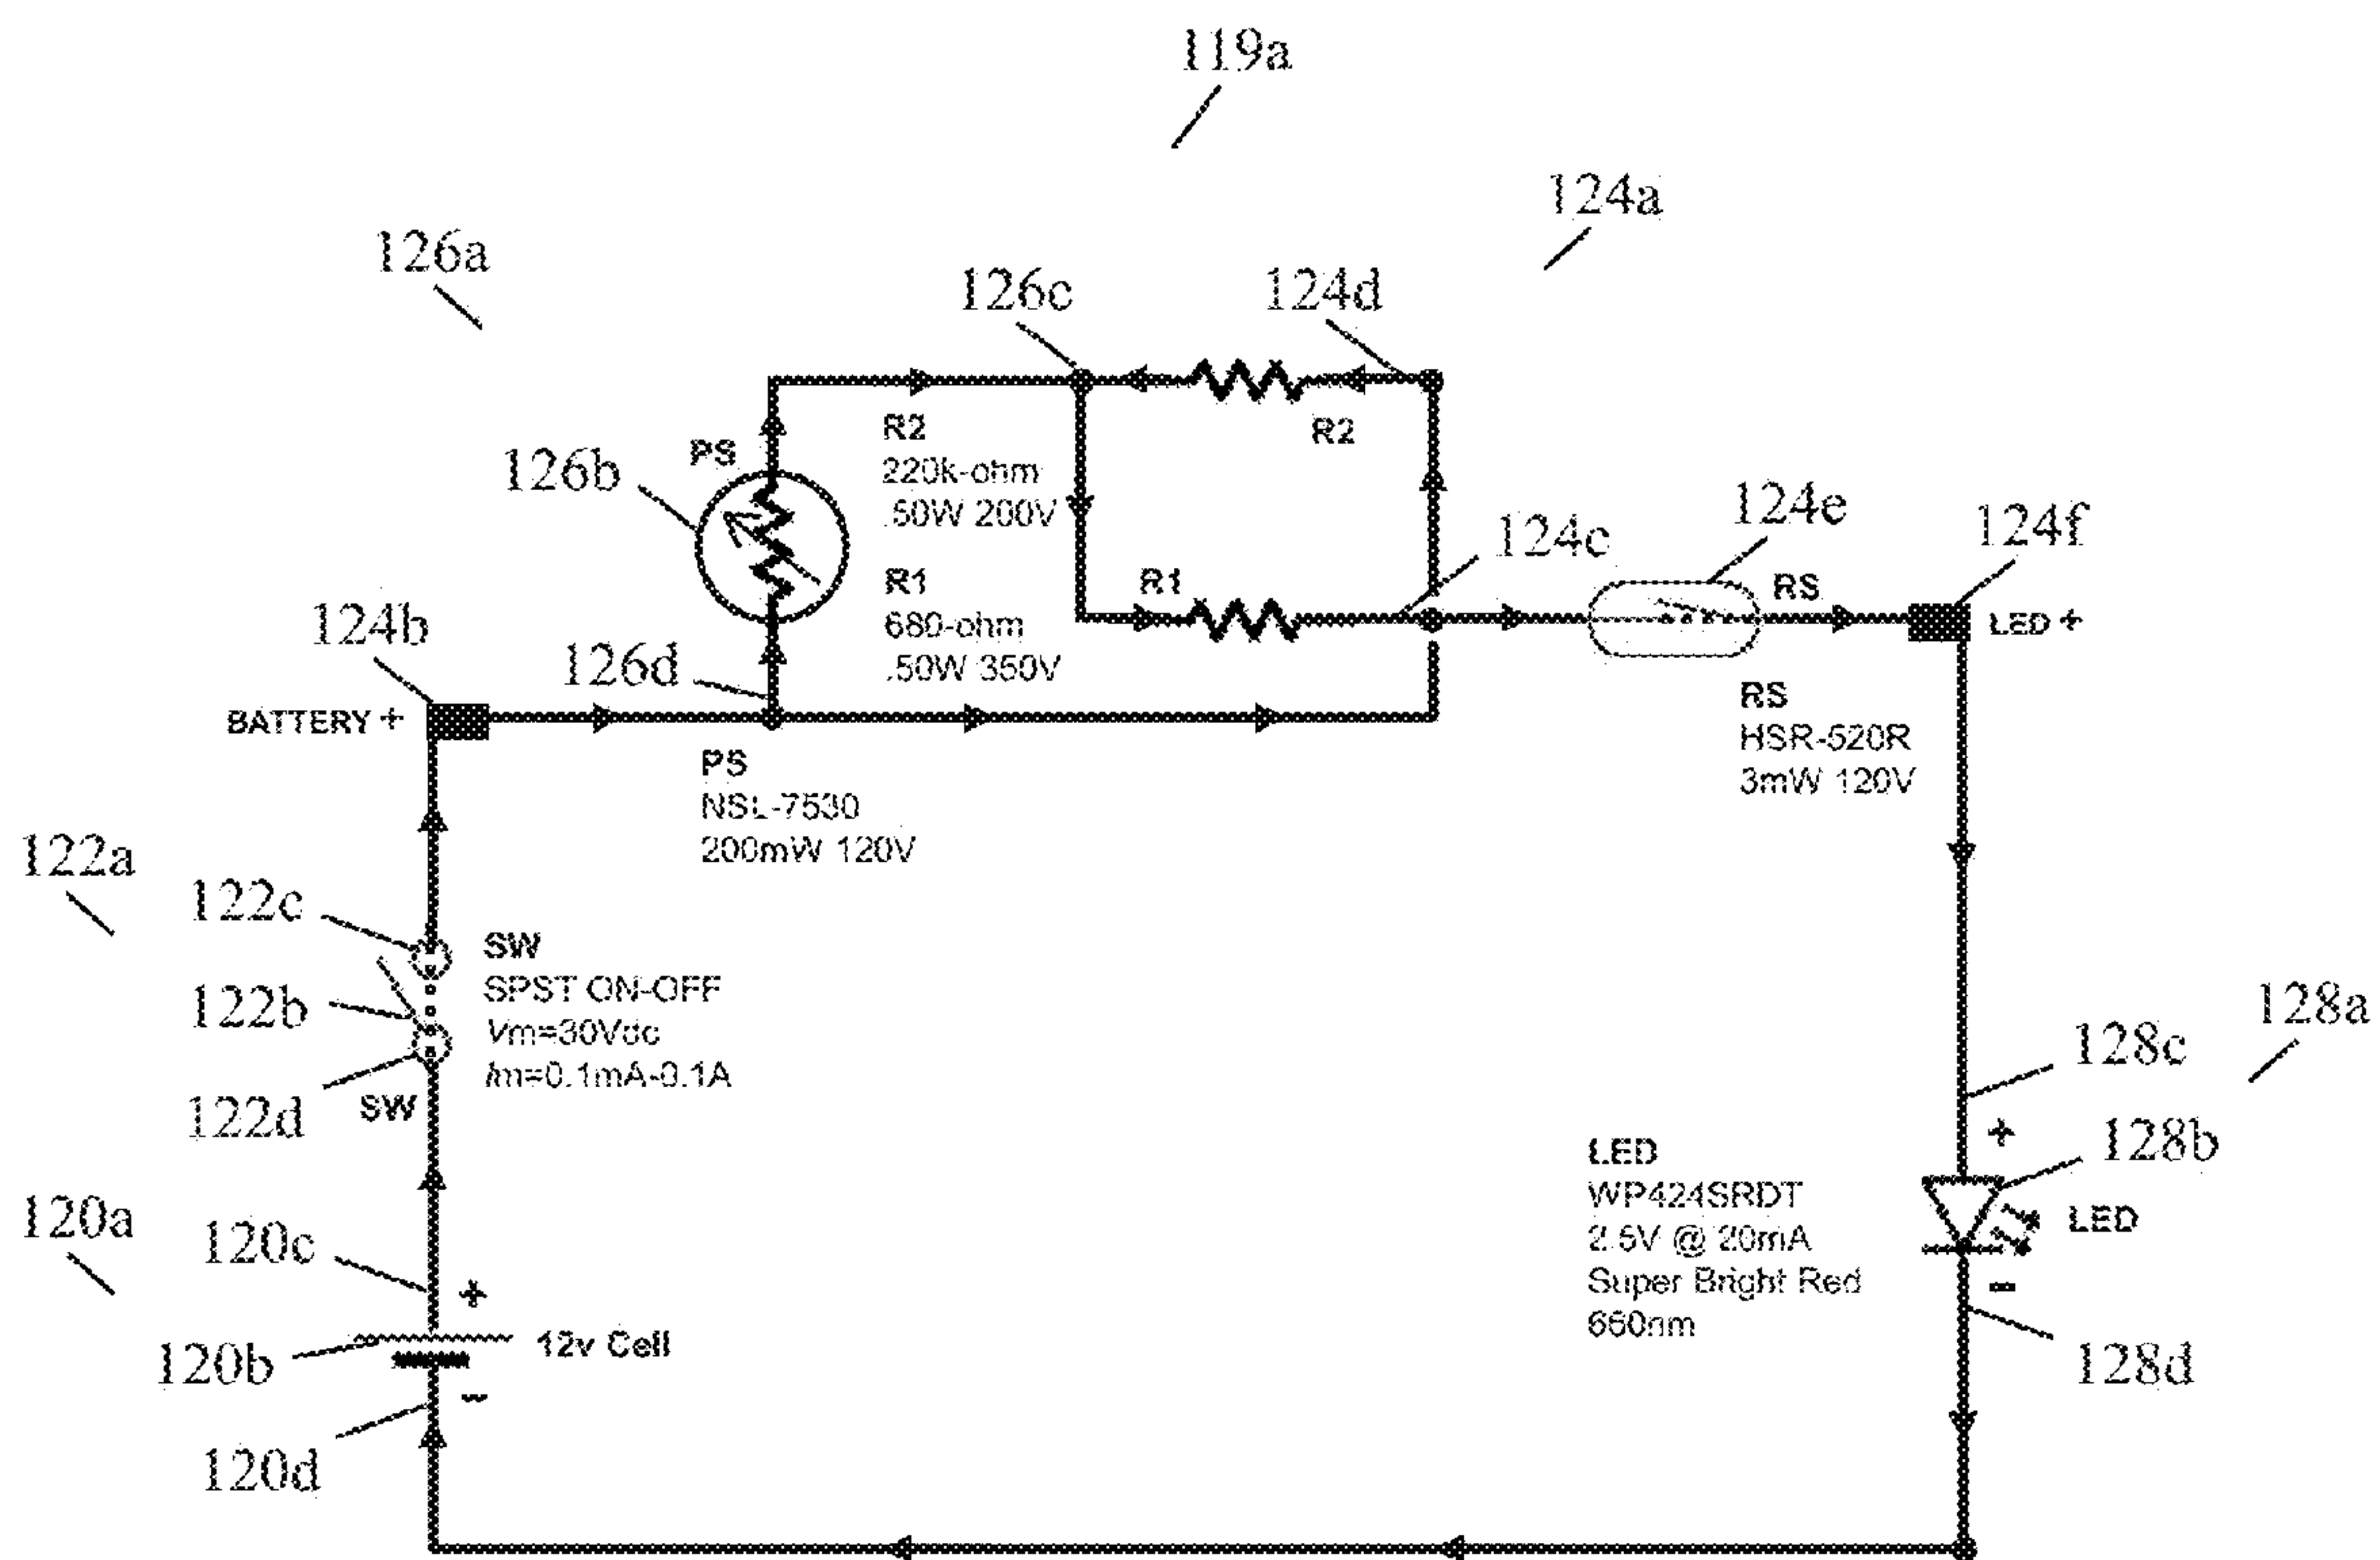 119a
124a
126a
126c
124d
PS
126b
R2
220k-ohm
.50W 200V
R2
124e
124f
124c
R1
680-ohm
.50W 350V
R1
RS
LED +
124b
126d
BATTERY +
RS
HSR-520R
3mW 120V
PS
NSL-7530
200mW 120V
122a
122c
122b
122d
SW
SPST ON-OFF
Vm=30Vdc
Im=0.1mA-0.1A
SW
128a
128c
+
128b
LED
WP424SRDT
2.5V @ 20mA
Super Bright Red
660nm
LED
-
128d
120a
120c
+
120b
12v Cell
-
120d